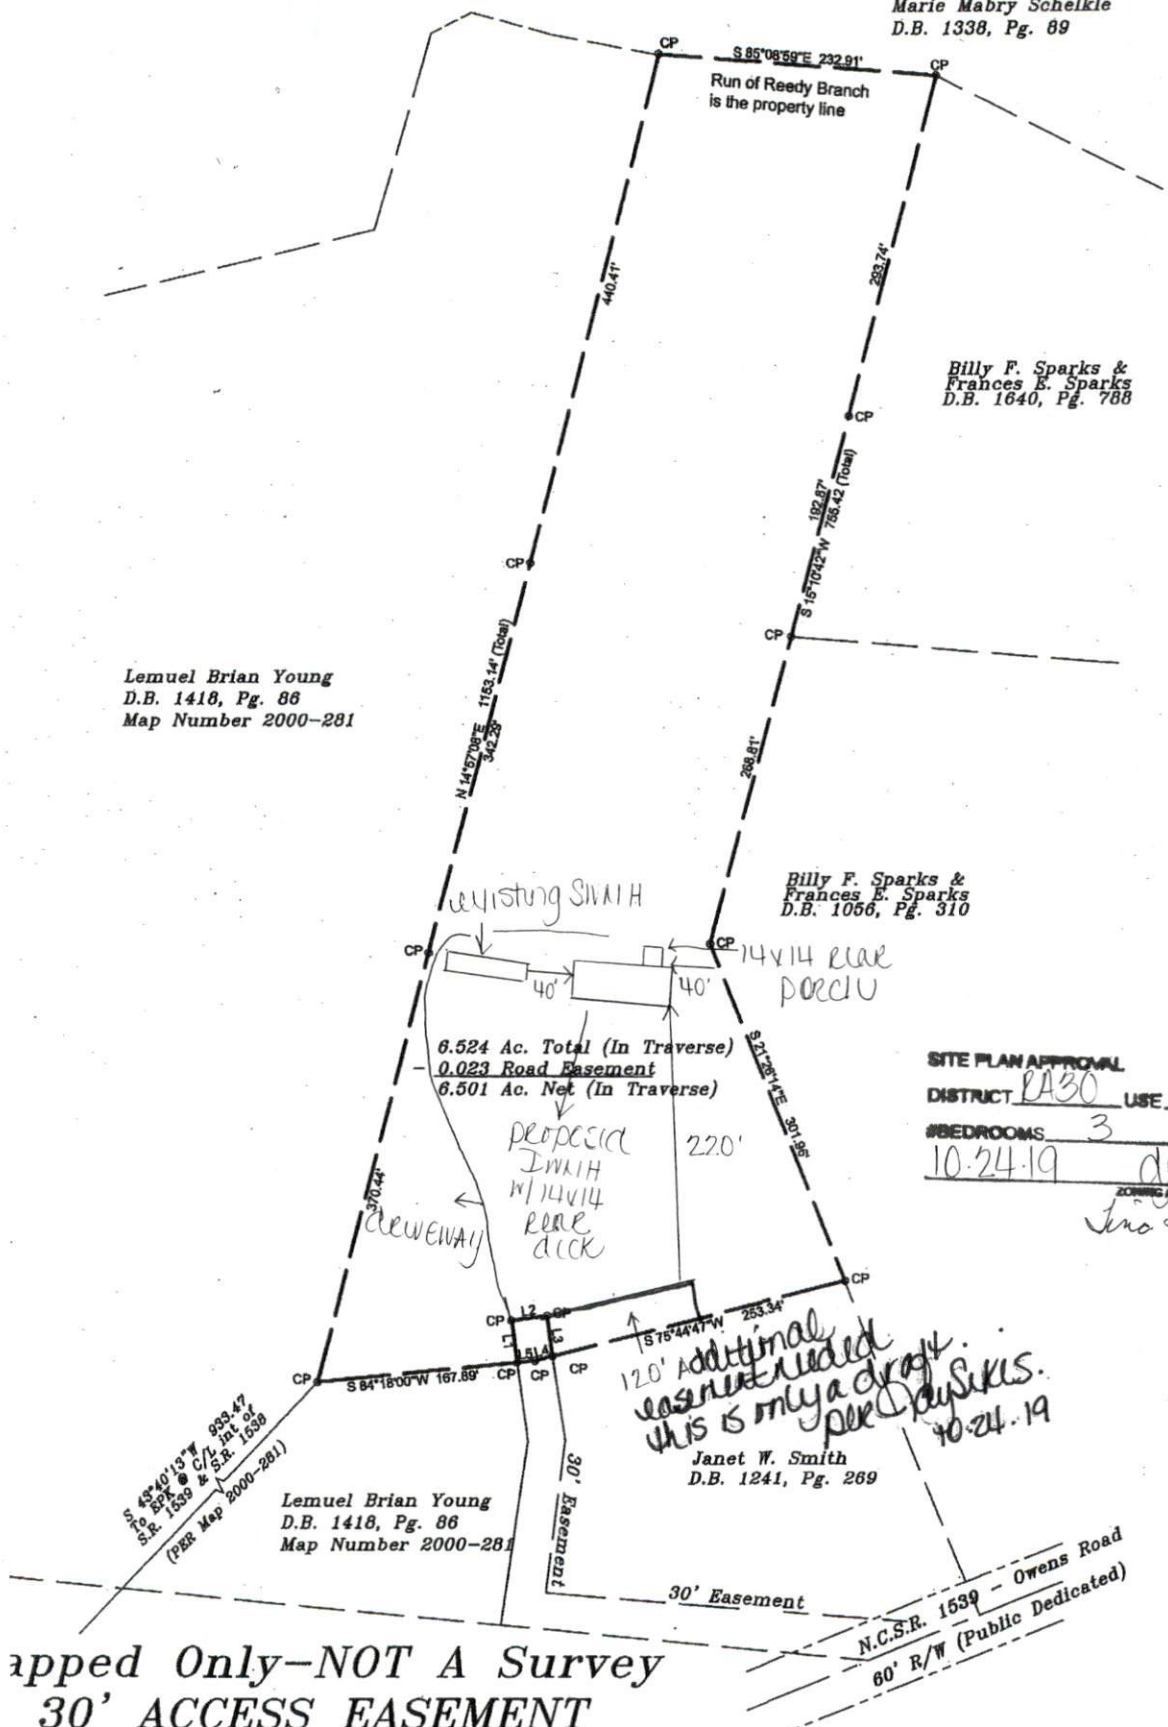 Marie Mabry Schelkle
D.B. 1338, Pg. 89
CP
S 85°08'59"E 232.91'
CP
Run of Reedy Branch
is the property line
440.41'
293.74'
Billy F. Sparks &
Frances E. Sparks
D.B. 1640, Pg. 788
CP
192.87'
S 15°10'42"W 755.42 (Total)
CP
CP
Lemuel Brian Young
D.B. 1418, Pg. 86
Map Number 2000-281
N 14°57'08"E 1153.14' (Total)
342.29'
268.81'
Billy F. Sparks &
Frances E. Sparks
D.B. 1056, Pg. 310
existing SWMH
CP
CP
14x14 rear
porch
40'
40'
6.524 Ac. Total (In Traverse)
- 0.023 Road Easement
6.501 Ac. Net (In Traverse)
S 21°26'14"E 301.96'
SITE PLAN APPROVAL
DISTRICT RA30 USE
#BEDROOMS 3
10.24.19
proposed
DWMH
w/14x14
rear
deck
220'
370.44'
driveway
CP
CP
L2
CP
L1
L3
L5
L4
S 75°44'47"W 253.34'
CP
CP
CP
CP
S 84°18'00"W 167.89'
120' Additional
easement needed
this is only a draft.
per Jay Sikes.
10.24.19
S 43°40'13"W 933.47
To EPK @ C/L int of
S.R. 1539 & S.R. 1538
(PER Map 2000-281)
Janet W. Smith
D.B. 1241, Pg. 269
30' Easement
Lemuel Brian Young
D.B. 1418, Pg. 86
Map Number 2000-281
30' Easement
N.C.S.R. 1539 - Owens Road
60' R/W (Public Dedicated)
apped Only-NOT A Survey
30' ACCESS EASEMENT